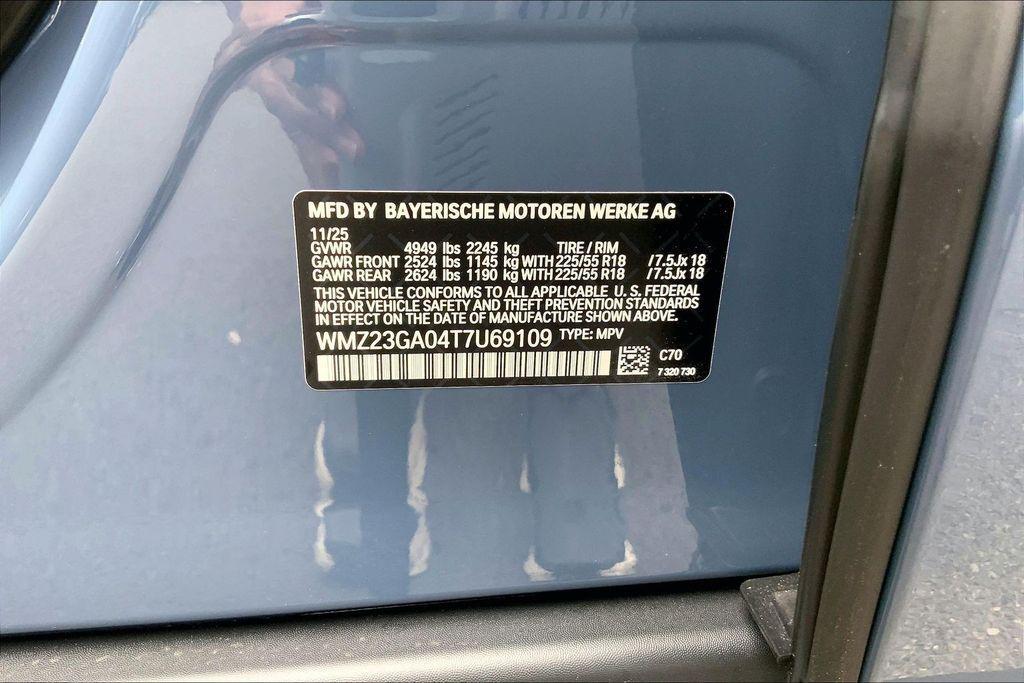 MFD BY BAYERISCHE MOTOREN WERKE AG
11/25
GVWR 4949 lbs 2245 kg TIRE / RIM
GAWR FRONT 2524 lbs 1145 kg WITH 225/55 R18 /7.5Jx 18
GAWR REAR 2624 lbs 1190 kg WITH 225/55 R18 /7.5Jx 18
THIS VEHICLE CONFORMS TO ALL APPLICABLE U. S. FEDERAL
MOTOR VEHICLE SAFETY AND THEFT PREVENTION STANDARDS
IN EFFECT ON THE DATE OF MANUFACTURE SHOWN ABOVE.
WMZ23GA04T7U69109 TYPE: MPV
C70
7 320 730